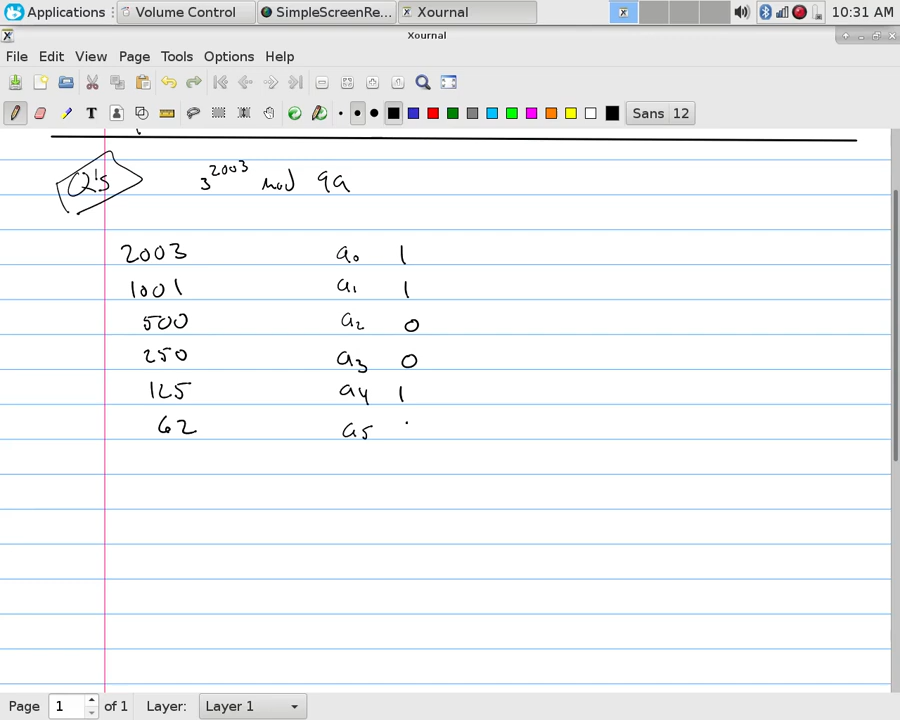 Applications Volume Control SimpleScreenRe... Xournal 10:31 AM
Xournal
File Edit View Page Tools Options Help
Sans 12
Q's 3^2003 mod 99
2003 a0 1
1001 a1 1
500 a2 0
250 a3 0
125 a4 1
62 a5
Page 1 of 1 Layer: Layer 1